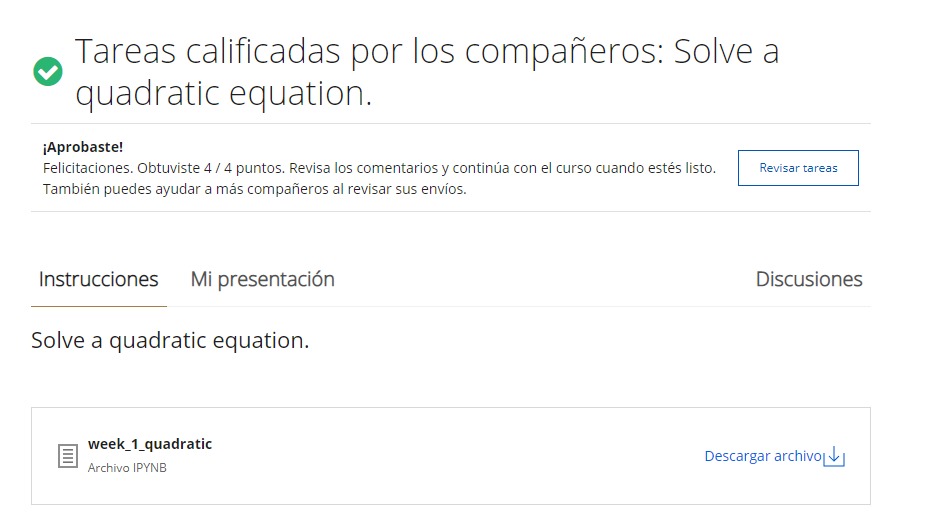 Tareas calificadas por los compañeros: Solve a
quadratic equation.
¡Aprobaste!
Felicitaciones. Obtuviste 4 / 4 puntos. Revisa los comentarios y continúa con el curso cuando estés listo.
También puedes ayudar a más compañeros al revisar sus envíos.
Revisar tareas
Instrucciones
Mi presentación
Discusiones
Solve a quadratic equation.
week_1_quadratic
Archivo IPYNB
Descargar archivo